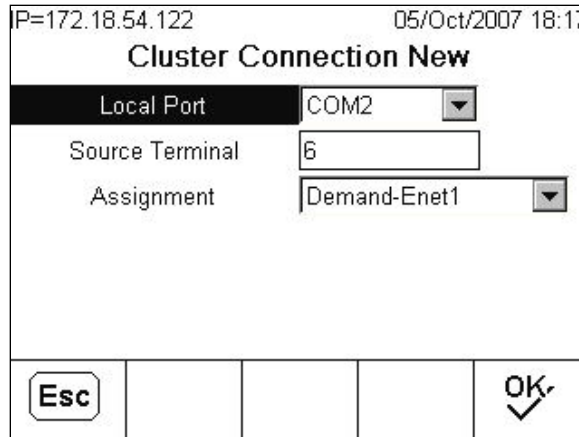 IP=172.18.54.122 05/Oct/2007 18:17
Cluster Connection New
Local Port COM2
Source Terminal 6
Assignment Demand-Enet1
Esc OK